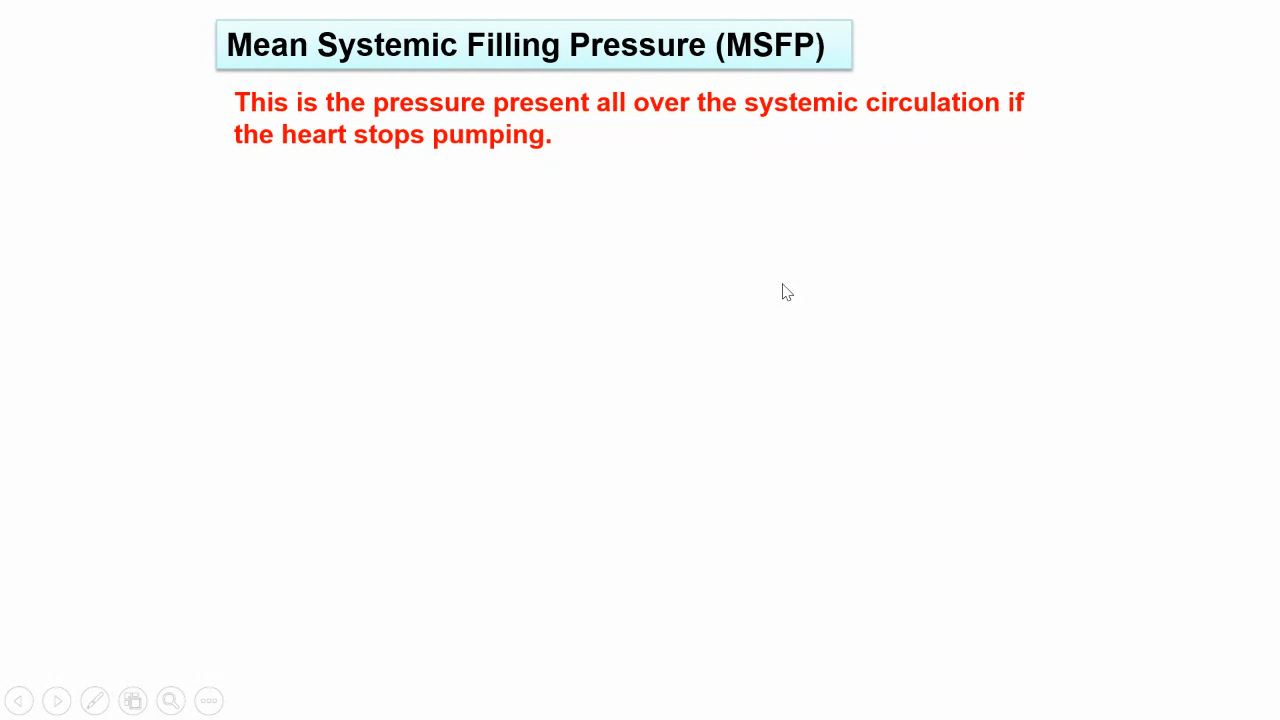 Mean Systemic Filling Pressure (MSFP)
This is the pressure present all over the systemic circulation if
the heart stops pumping.